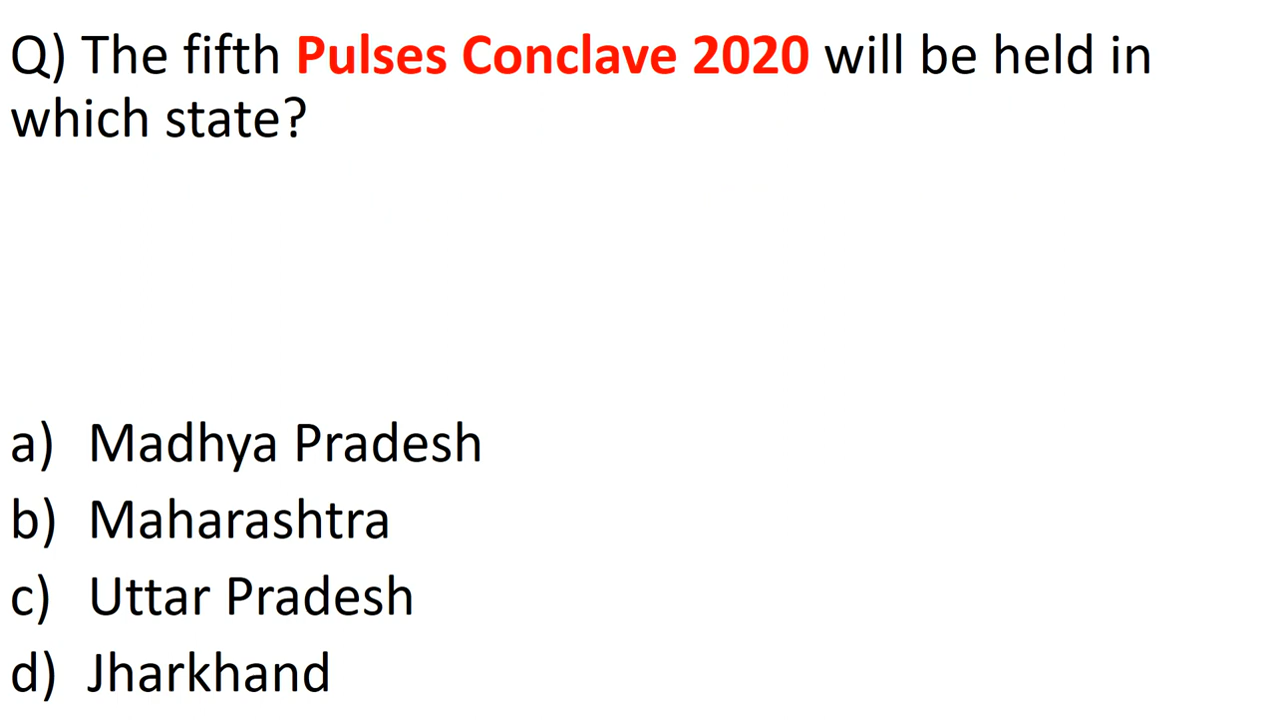 Q) The fifth Pulses Conclave 2020 will be held in
which state?
a) Madhya Pradesh
b) Maharashtra
c) Uttar Pradesh
d) Jharkhand